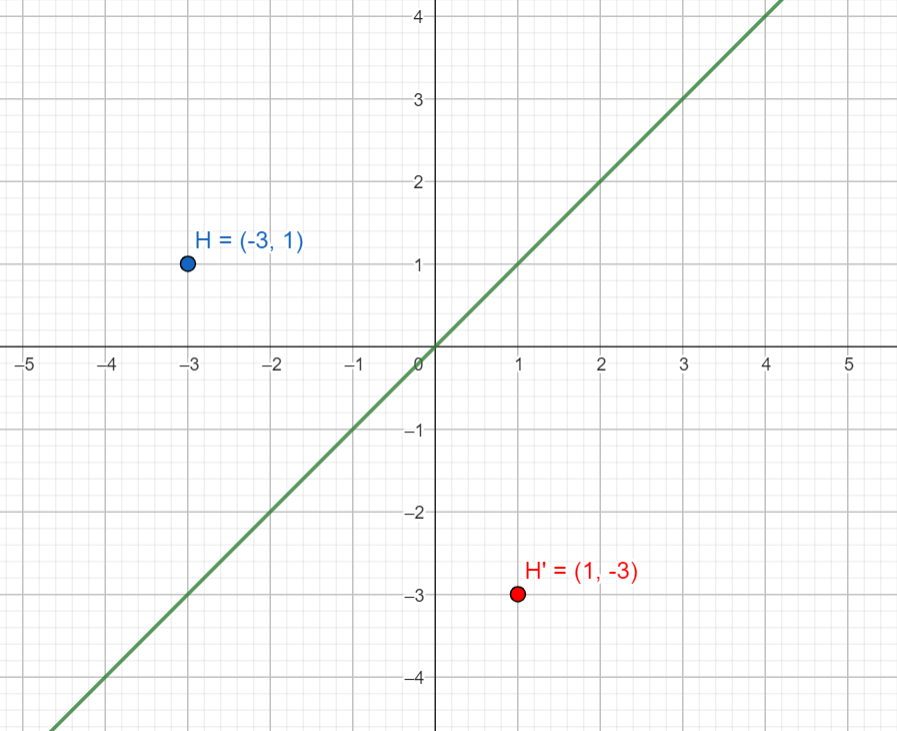 4
3
2
H = (-3, 1)
1
–5 –4 –3 –2 –1 0 1 2 3 4 5
–1
–2
H' = (1, -3)
–3
–4